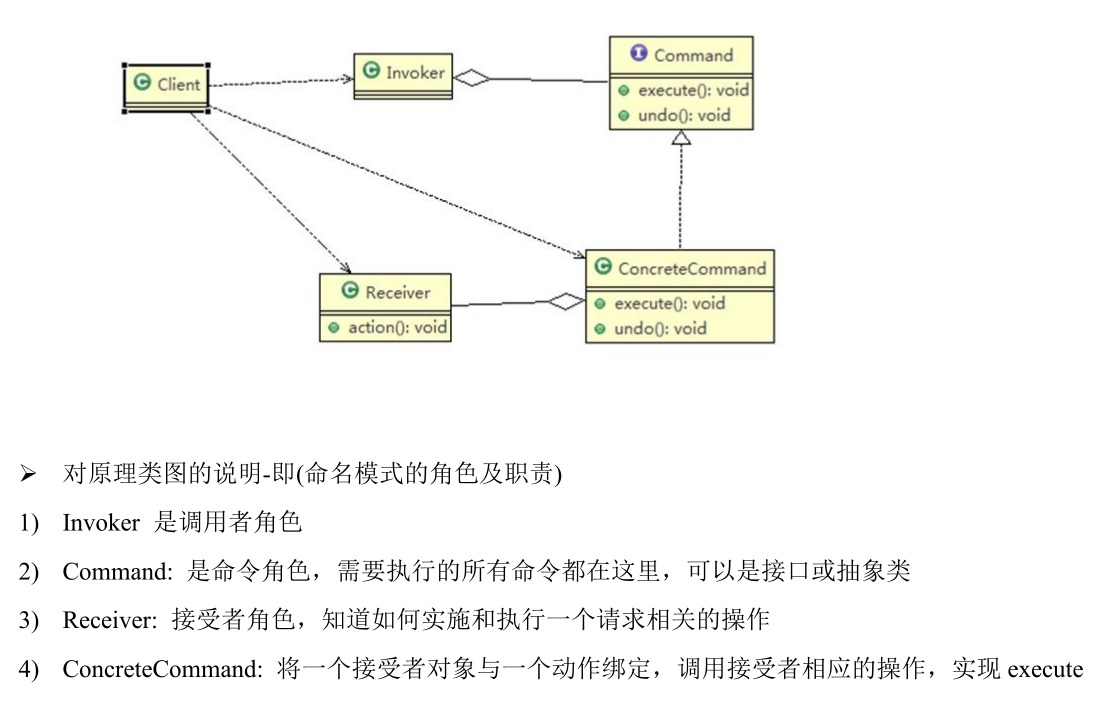 Client
Invoker
Command
execute(): void
undo(): void
Receiver
action(): void
ConcreteCommand
execute(): void
undo(): void
➢ 对原理类图的说明-即(命名模式的角色及职责)
1) Invoker 是调用者角色
2) Command: 是命令角色，需要执行的所有命令都在这里，可以是接口或抽象类
3) Receiver: 接受者角色，知道如何实施和执行一个请求相关的操作
4) ConcreteCommand: 将一个接受者对象与一个动作绑定，调用接受者相应的操作，实现 execute